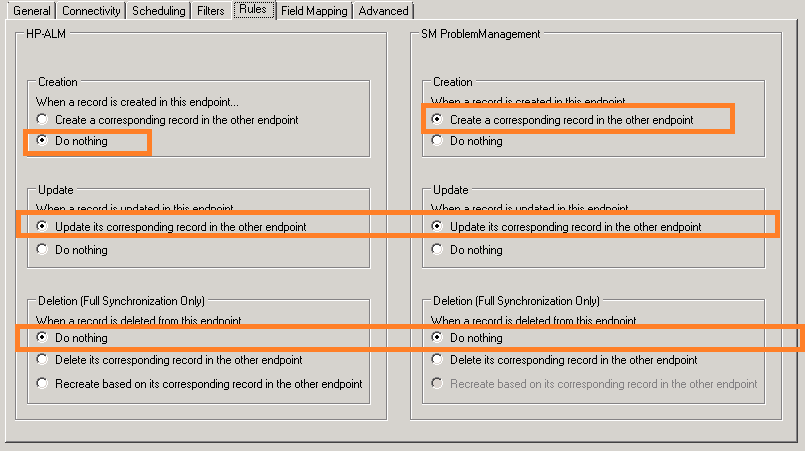 General Connectivity Scheduling Filters Rules Field Mapping Advanced
HP-ALM
Creation
When a record is created in this endpoint...
Create a corresponding record in the other endpoint
Do nothing
Update
When a record is updated in this endpoint
Update its corresponding record in the other endpoint
Do nothing
Deletion (Full Synchronization Only)
When a record is deleted from this endpoint
Do nothing
Delete its corresponding record in the other endpoint
Recreate based on its corresponding record in the other endpoint
SM ProblemManagement
Creation
When a record is created in this endpoint
Create a corresponding record in the other endpoint
Do nothing
Update
When a record is updated in this endpoint
Update its corresponding record in the other endpoint
Do nothing
Deletion (Full Synchronization Only)
When a record is deleted from this endpoint
Do nothing
Delete its corresponding record in the other endpoint
Recreate based on its corresponding record in the other endpoint